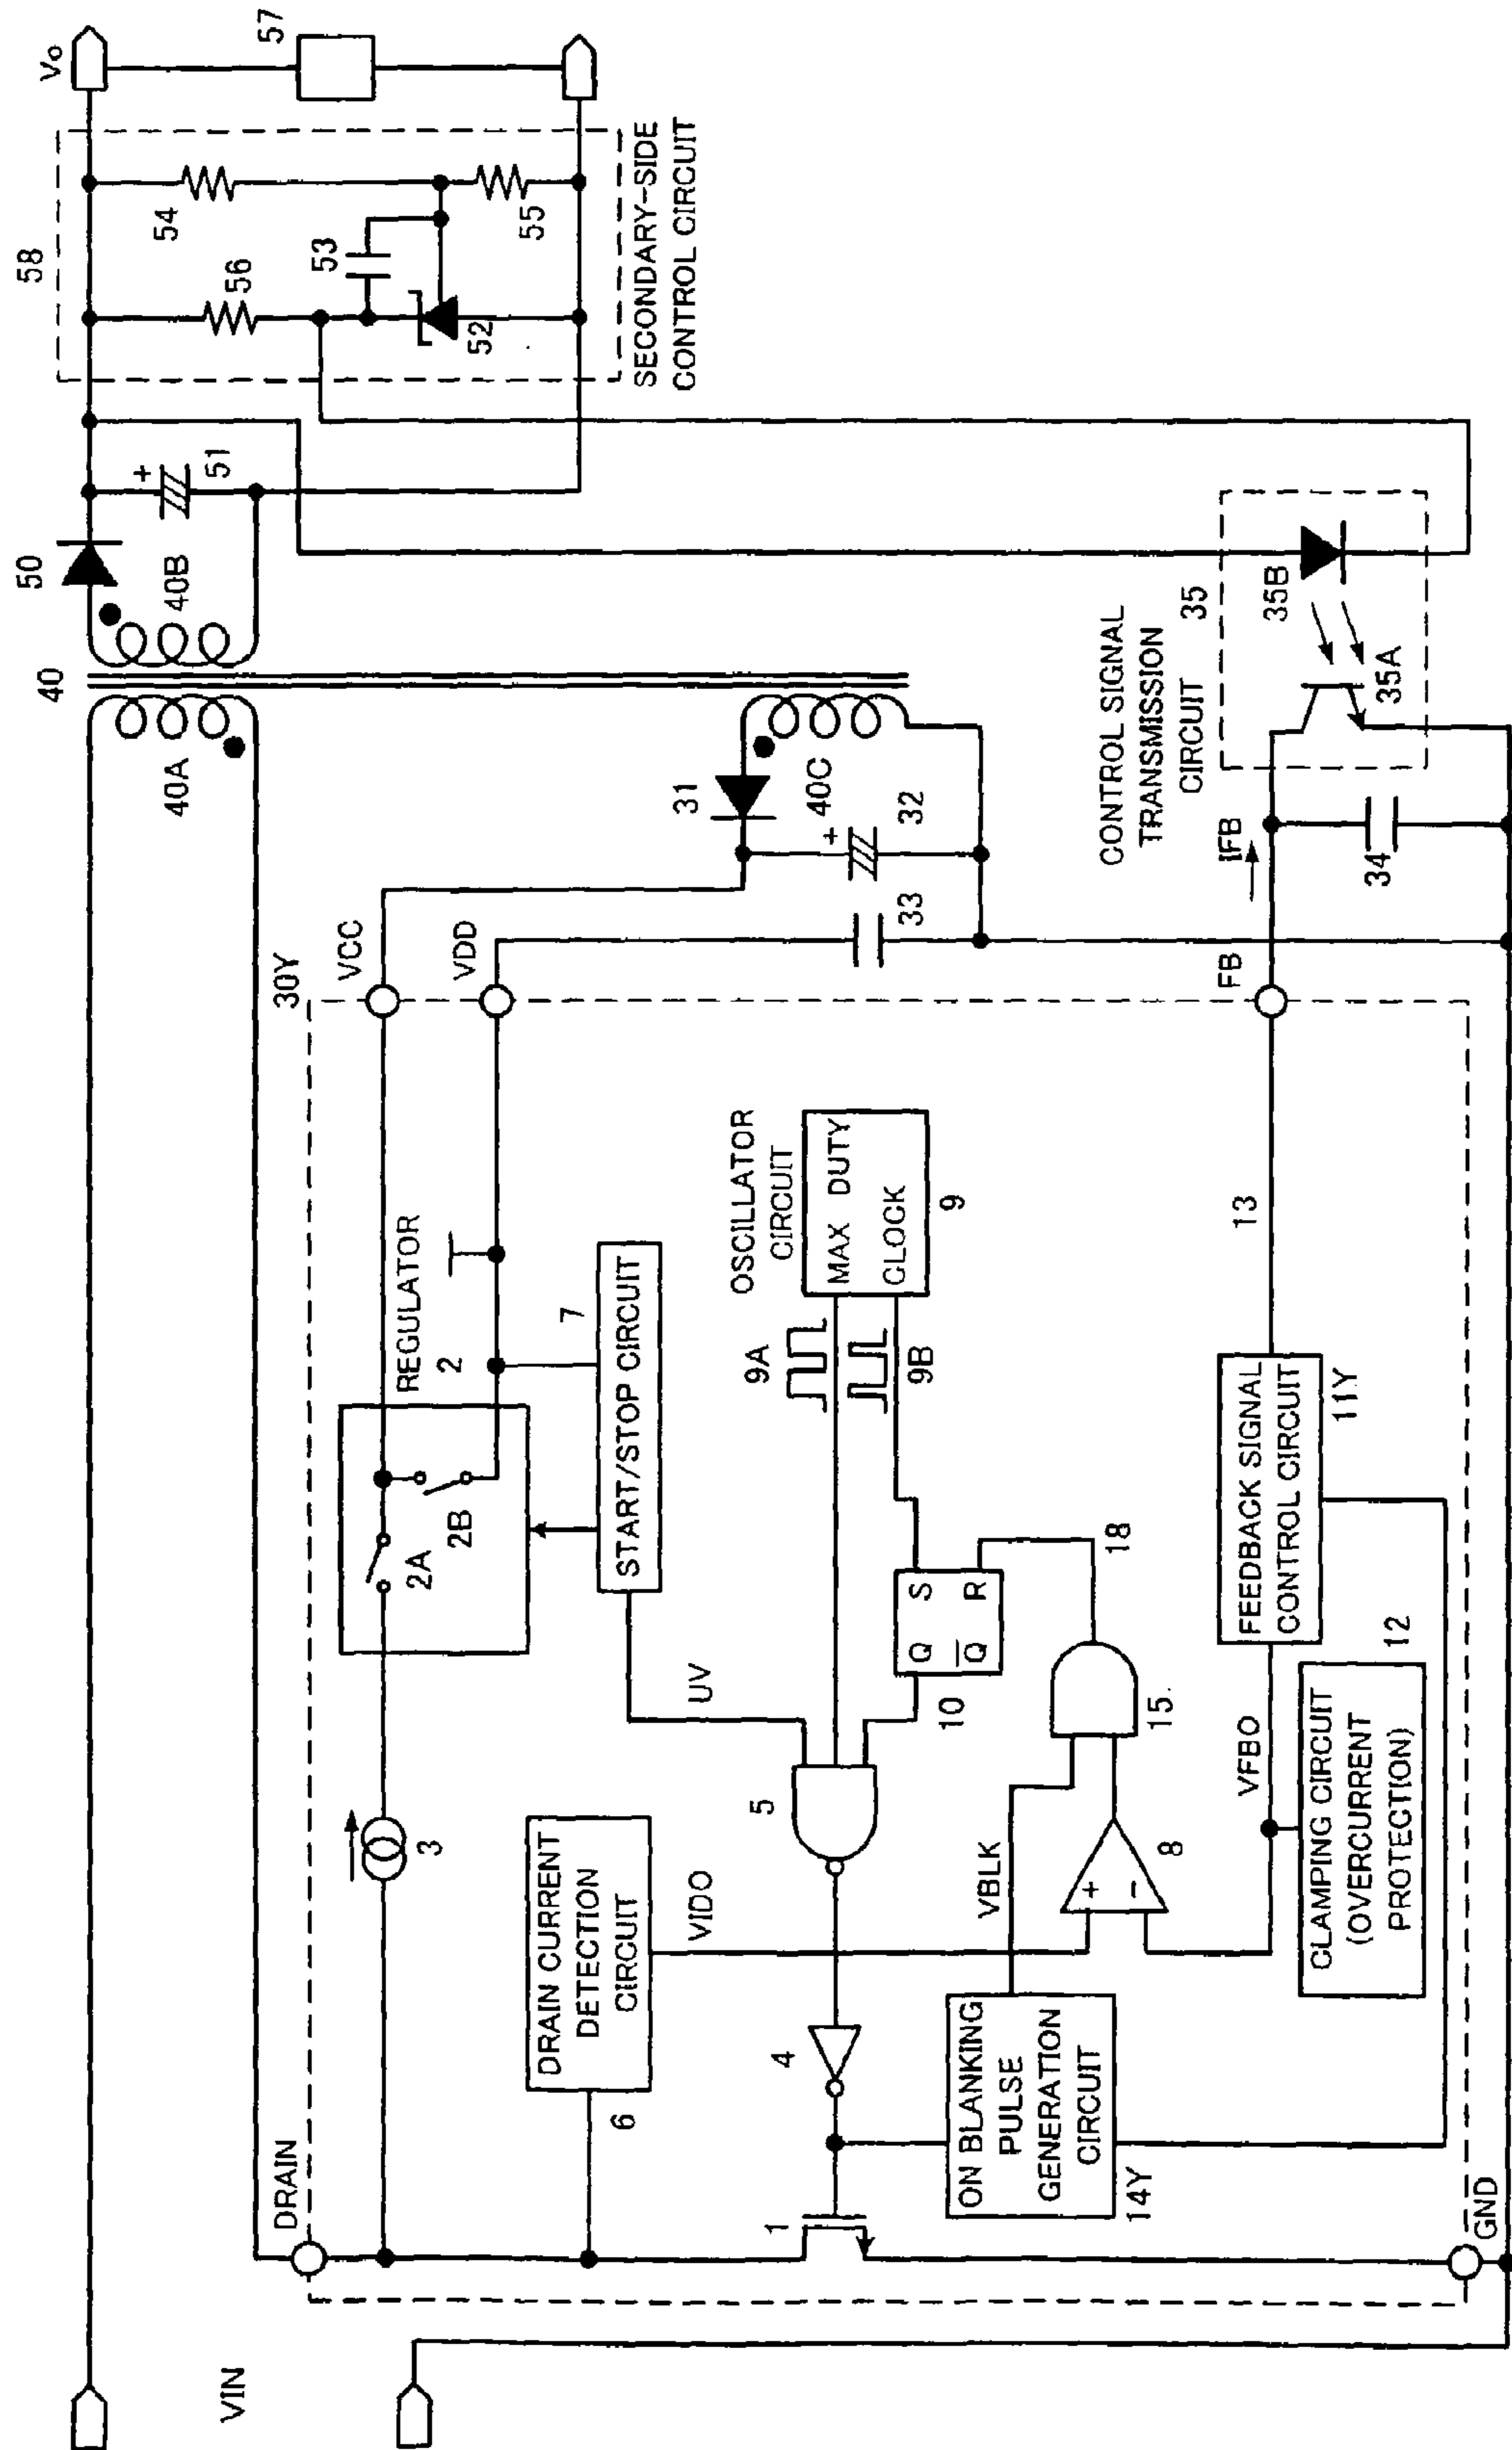 VIN
DRAIN
GND
30Y
VCC
VDD
FB
IFB
3
REGULATOR
2
2A
2B
7
START/STOP CIRCUIT
UV
DRAIN CURRENT
DETECTION
CIRCUIT
6
VIDO
OSCILLATOR
CIRCUIT
MAX DUTY
CLOCK
9
9A
9B
5
4
1
Q
S
Q
R
10
18
15
VBLK
8
+
-
ON BLANKING
PULSE
GENERATION
CIRCUIT
14Y
VFBO
FEEDBACK SIGNAL
CONTROL CIRCUIT
11Y
13
CLAMPING CIRCUIT
(OVERCURRENT
PROTECTION)
12
40
40A
40B
40C
31
+
32
33
34
CONTROL SIGNAL
TRANSMISSION
CIRCUIT
35
35A
35B
50
+
51
58
56
54
53
52
55
SECONDARY-SIDE
CONTROL CIRCUIT
57
Vo